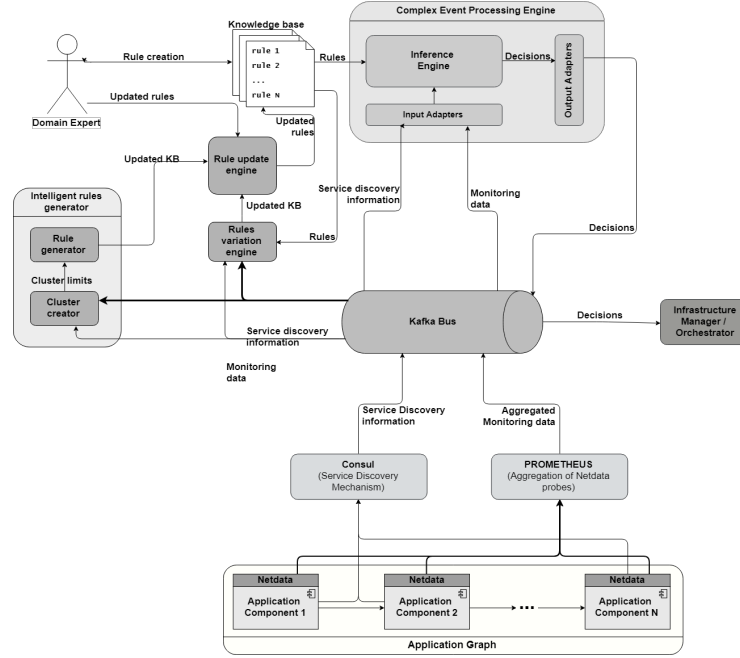 Complex Event Processing Engine
Knowledge base
rule 1
rule 2
...
rule N
Rule creation
Rules
Inference
Engine
Decisions
Output Adapters
Input Adapters
Domain Expert
Updated rules
Updated
rules
Updated KB
Rule update
engine
Service discovery
information
Monitoring
data
Intelligent rules
generator
Updated KB
Rule
generator
Rules
variation
engine
Rules
Decisions
Cluster limits
Cluster
creator
Kafka Bus
Decisions
Infrastructure
Manager /
Orchestrator
Service discovery
information
Monitoring
data
Service Discovery
information
Aggregated
Monitoring data
Consul
(Service Discovery
Mechanism)
PROMETHEUS
(Aggregation of Netdata
probes)
Netdata
Application
Component 1
Netdata
Application
Component 2
...
Netdata
Application
Component N
Application Graph